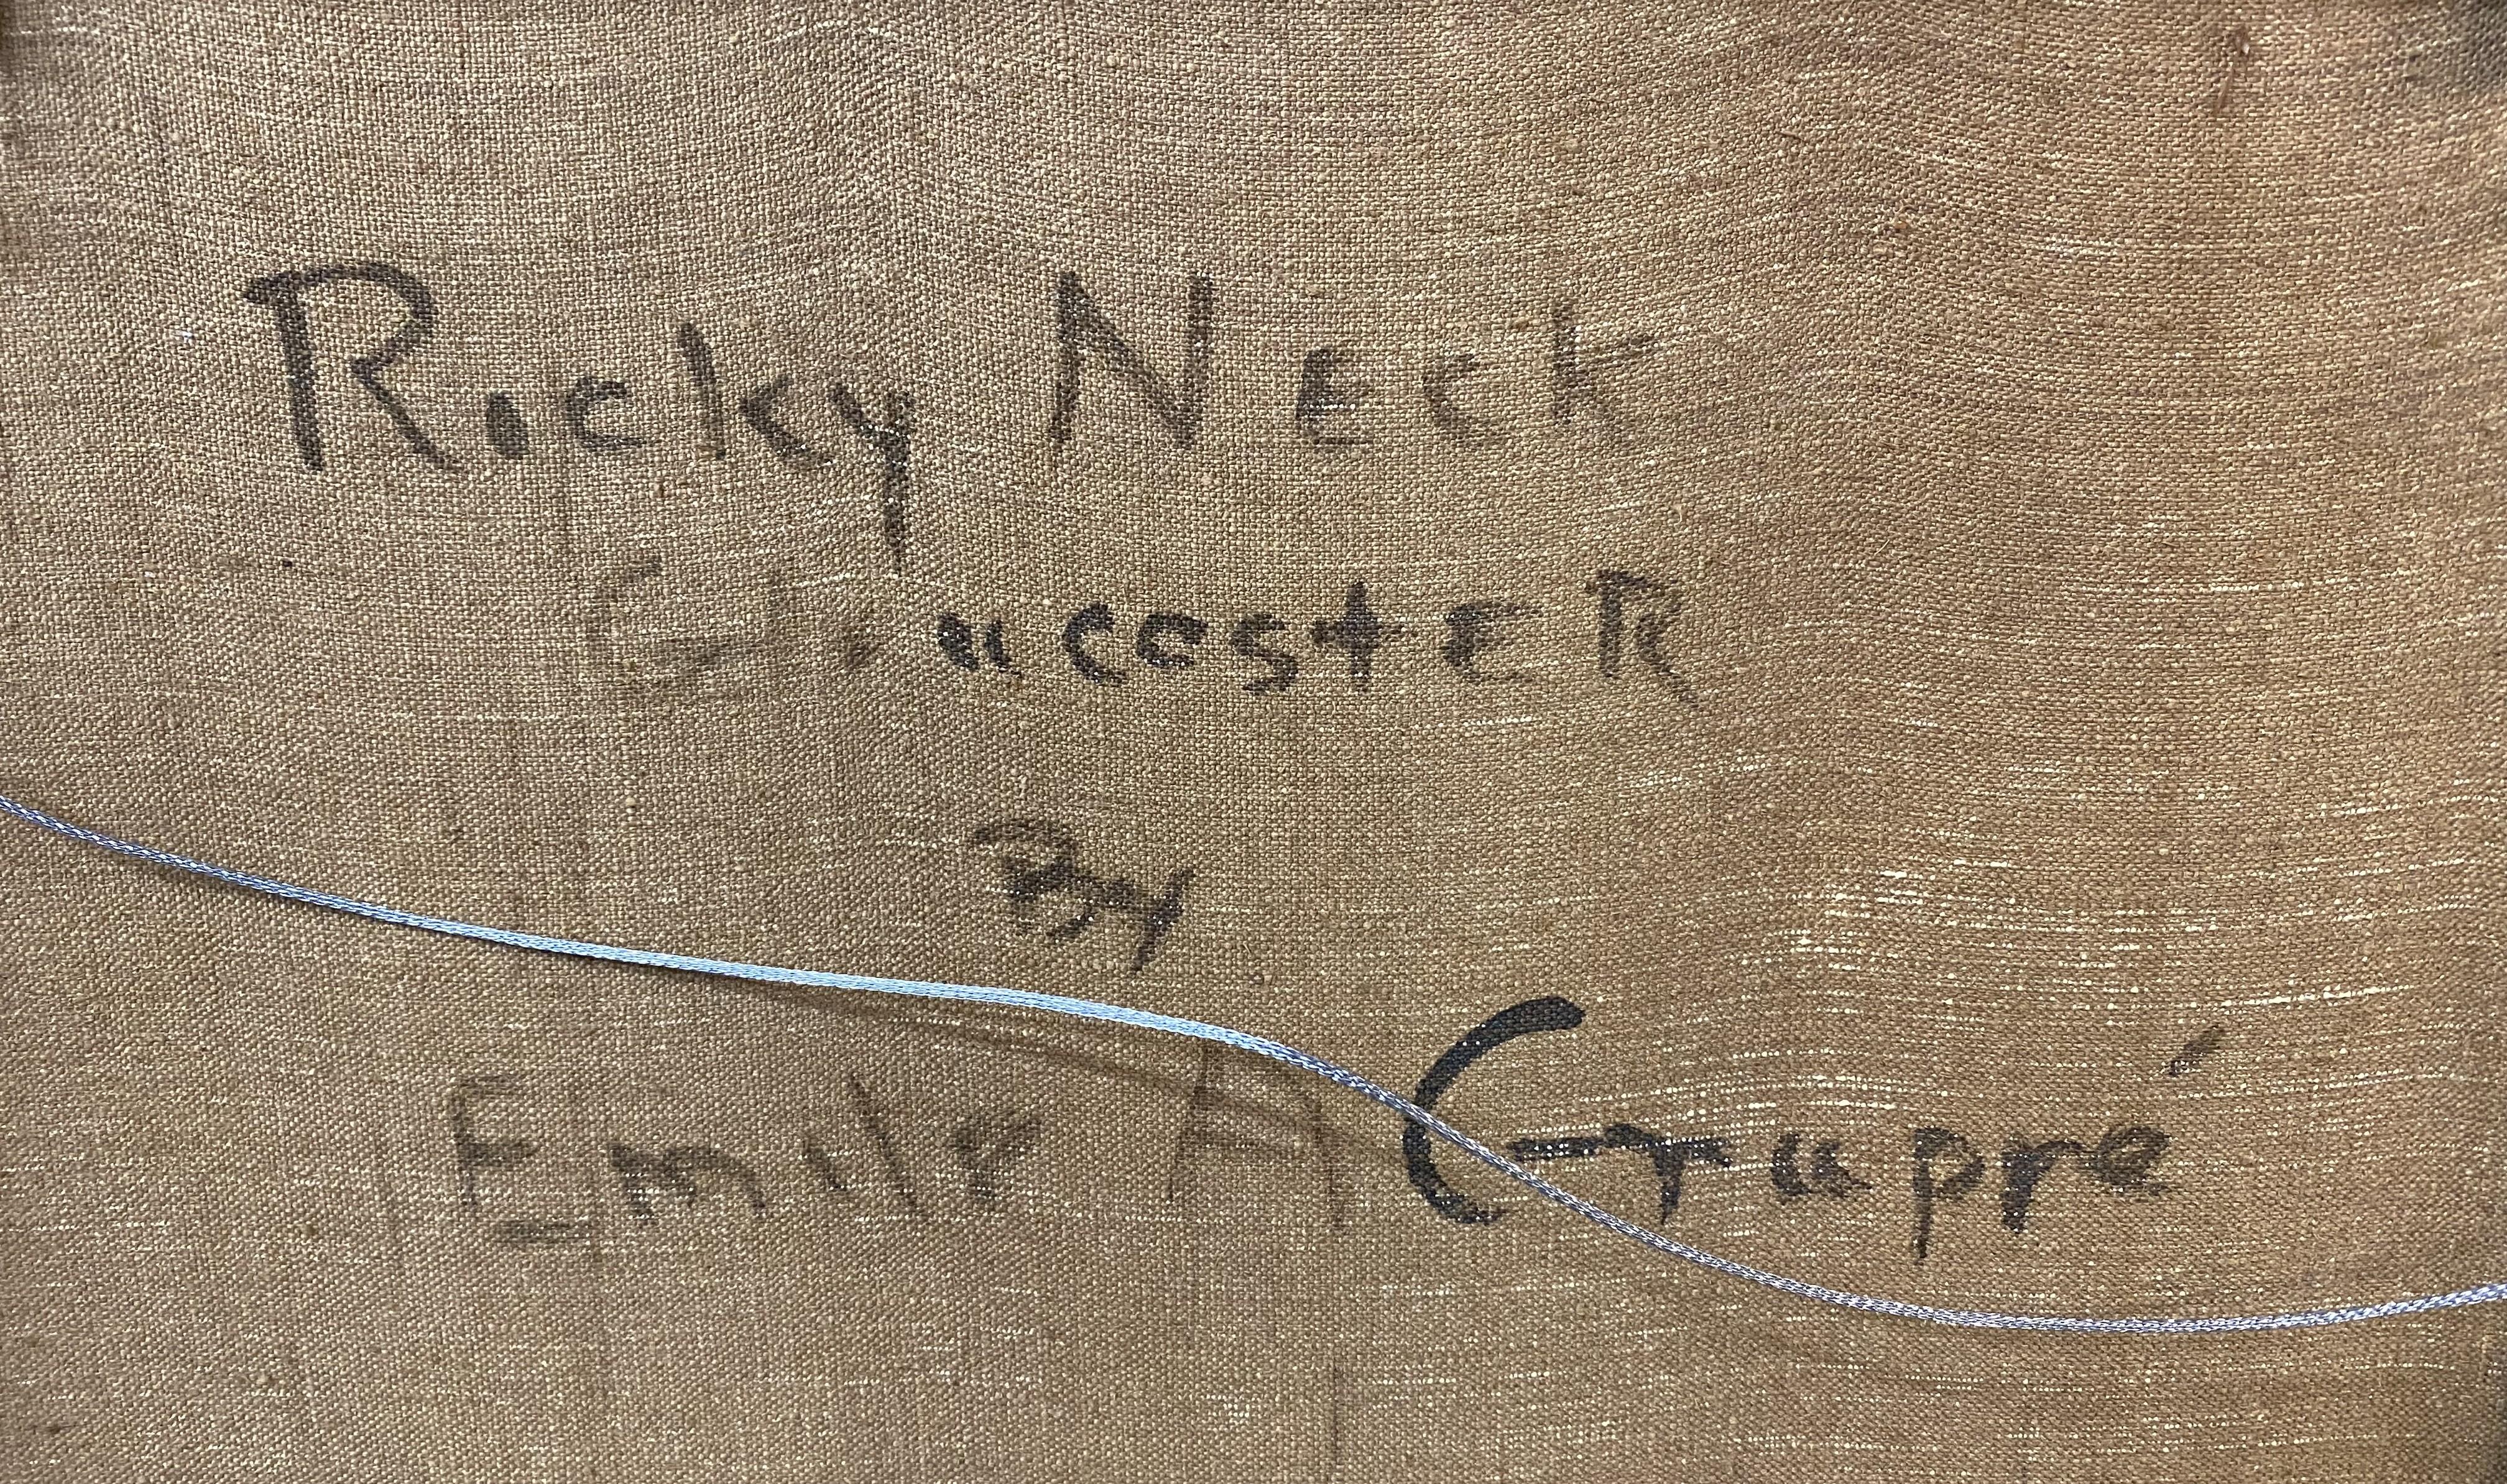 Rocky Neck
Gloucester
By
Emile A Gruppé